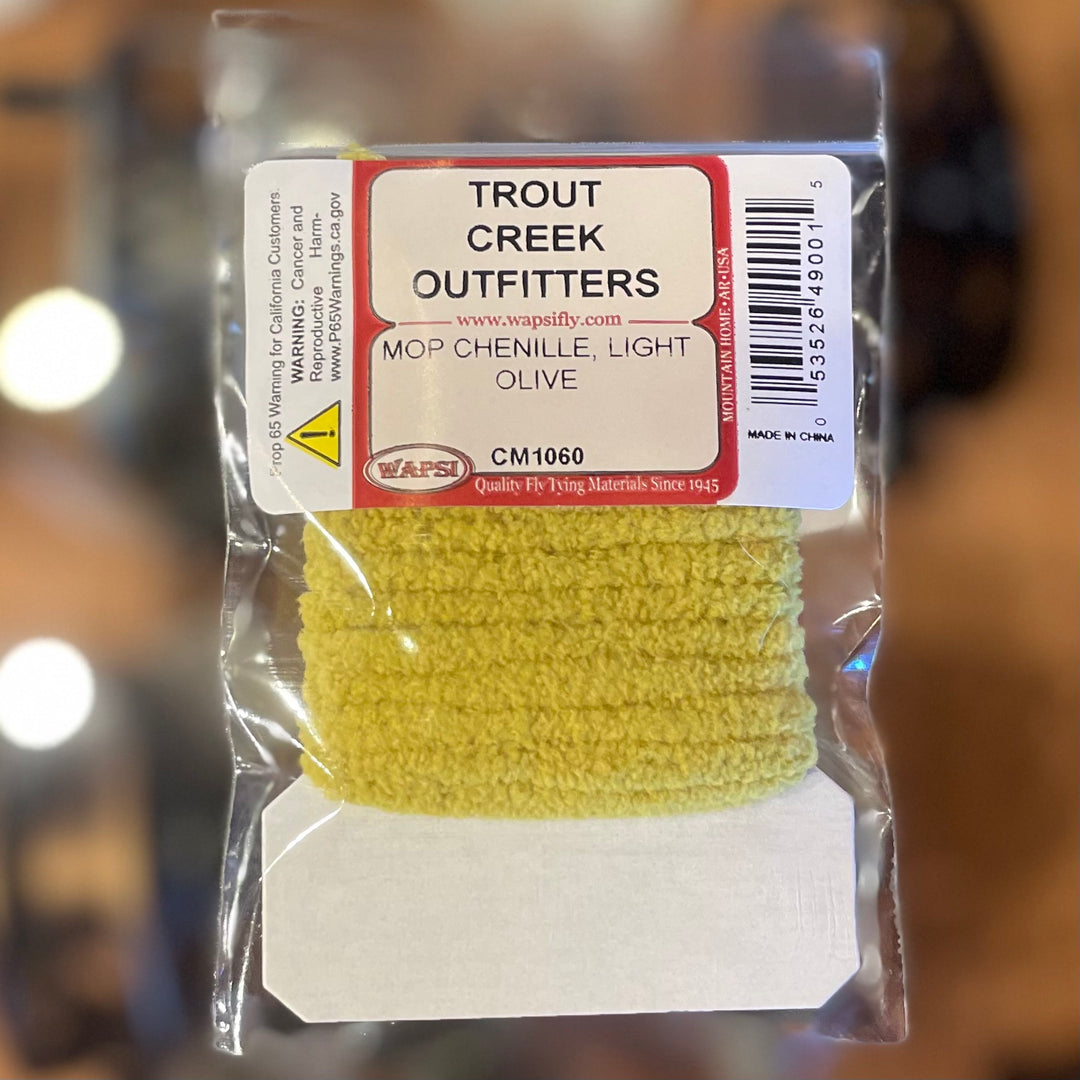 Prop 65 Warning for California Customers.
WARNING: Cancer and
Reproductive Harm-
www.P65Warnings.ca.gov
!
TROUT
CREEK
OUTFITTERS
www.wapsifly.com
MOP CHENILLE, LIGHT
OLIVE
CM1060
WAPSI
Quality Fly Tying Materials Since 1945
MOUNTAIN HOME•AR•USA
0 53526 49001 5
MADE IN CHINA